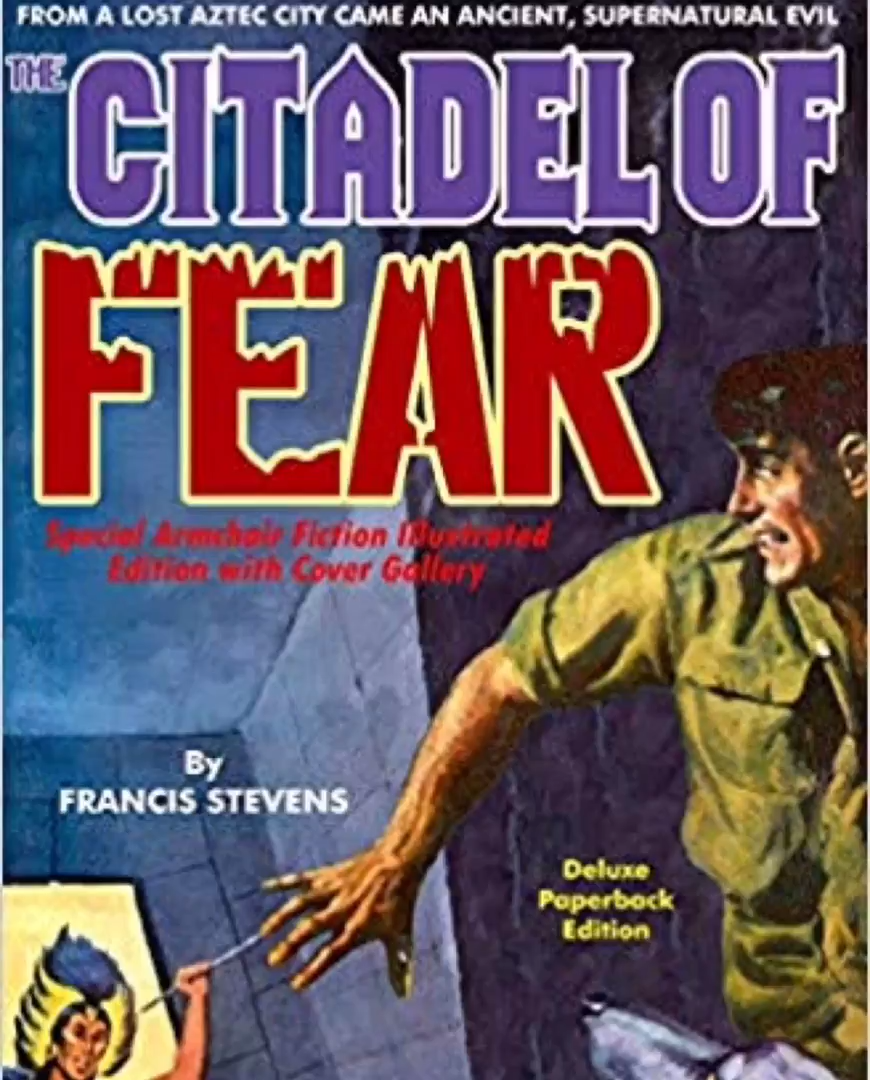 FROM A LOST AZTEC CITY CAME AN ANCIENT, SUPERNATURAL EVIL
THE CITADEL OF
FEAR
Special Armchair Fiction Illustrated
Edition with Cover Gallery
By
FRANCIS STEVENS
Deluxe
Paperback
Edition